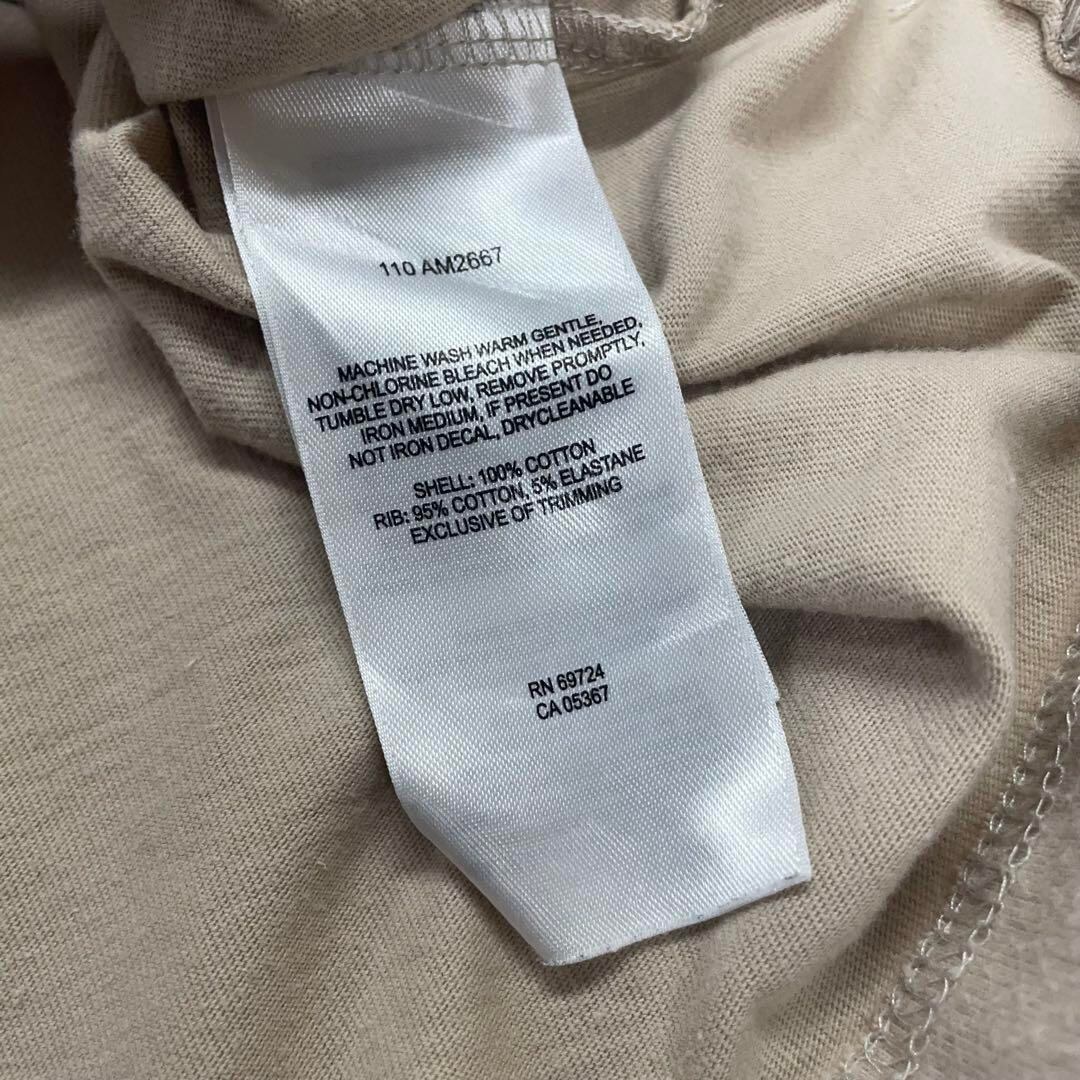 110 AM2667
MACHINE WASH WARM GENTLE,
NON-CHLORINE BLEACH WHEN NEEDED,
TUMBLE DRY LOW, REMOVE PROMPTLY,
IRON MEDIUM, IF PRESENT DO
NOT IRON DECAL, DRYCLEANABLE
SHELL: 100% COTTON
RIB: 95% COTTON, 5% ELASTANE
EXCLUSIVE OF TRIMMING
RN 69724
CA 05367